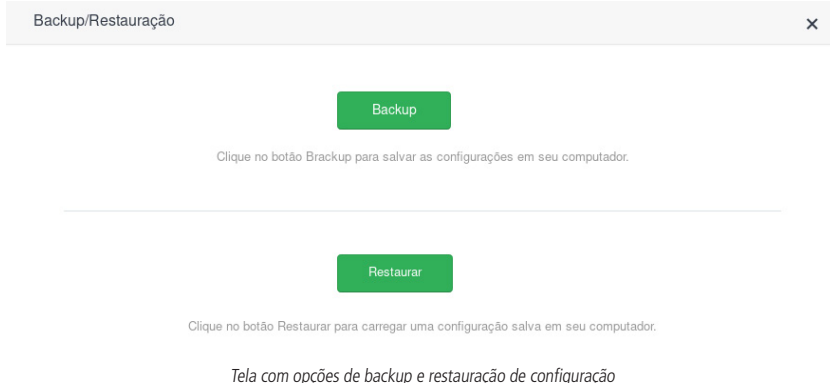 Backup/Restauração
×
Backup
Clique no botão Brackup para salvar as configurações em seu computador.
Restaurar
Clique no botão Restaurar para carregar uma configuração salva em seu computador.
Tela com opções de backup e restauração de configuração